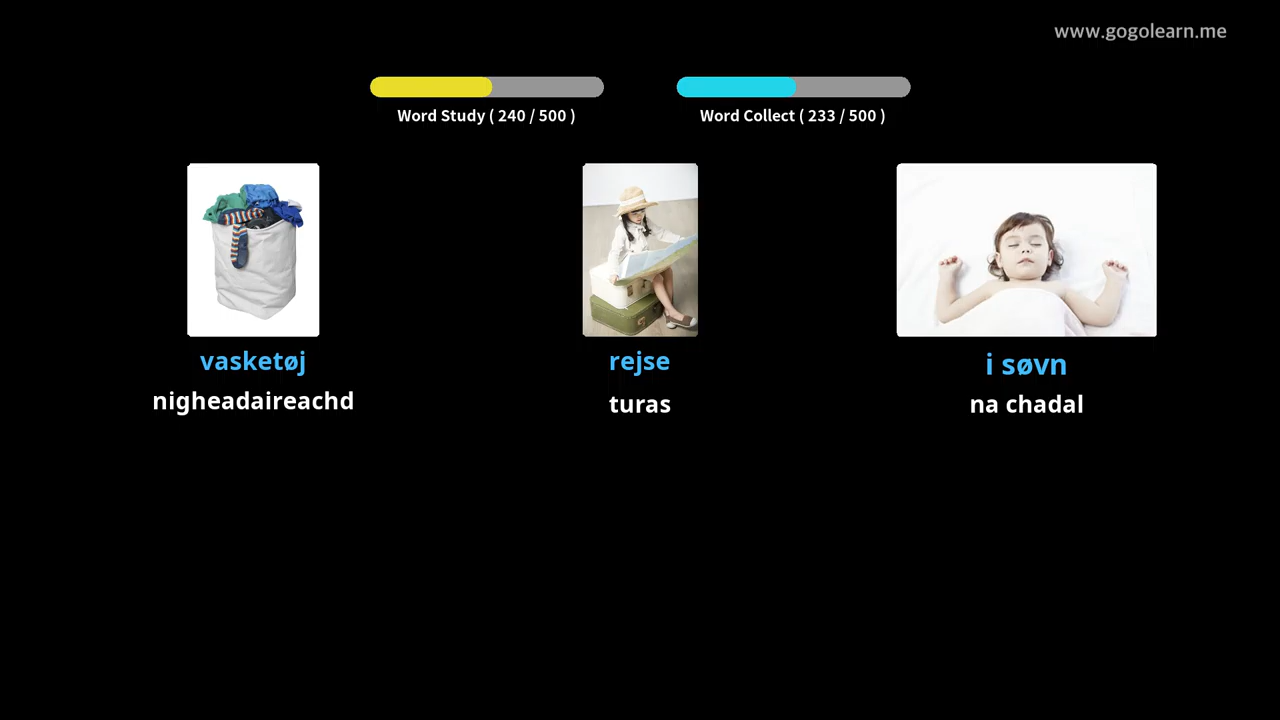 www.gogolearn.me
Word Study ( 240 / 500 )
Word Collect ( 233 / 500 )
vasketøj
nigheadaireachd
rejse
turas
i søvn
na chadal